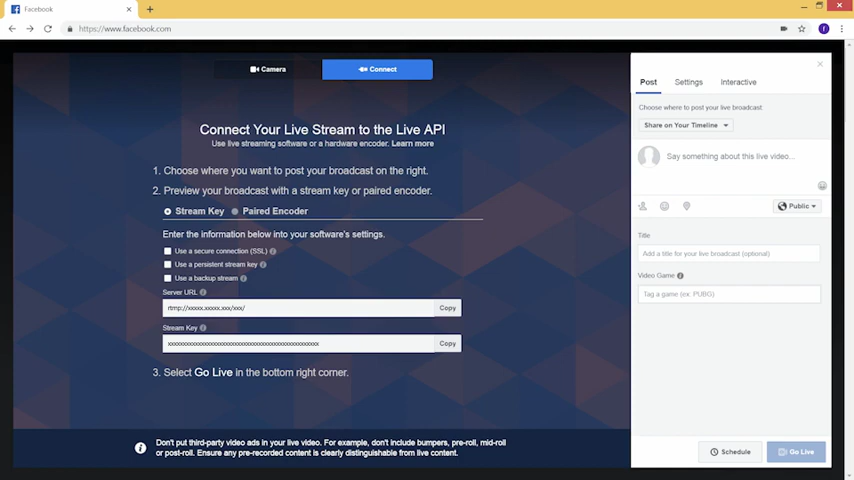 Facebook
https://www.facebook.com
Camera
Connect
Connect Your Live Stream to the Live API
Use live streaming software or a hardware encoder. Learn more
1. Choose where you want to post your broadcast on the right.
2. Preview your broadcast with a stream key or paired encoder.
Stream Key
Paired Encoder
Enter the information below into your software's settings.
Use a secure connection (SSL)
Use a persistent stream key
Use a backup stream
Server URL
rtmp://xxxxx.xxxxx.xxx/xxx/
Copy
Stream Key
Copy
3. Select Go Live in the bottom right corner.
Don't put third-party video ads in your live video. For example, don't include bumpers, pre-roll, mid-roll
or post-roll. Ensure any pre-recorded content is clearly distinguishable from live content.
Post
Settings
Interactive
Choose where to post your live broadcast:
Share on Your Timeline
Say something about this live video...
Public
Title
Add a title for your live broadcast (optional)
Video Game
Tag a game (ex: PUBG)
Schedule
Go Live